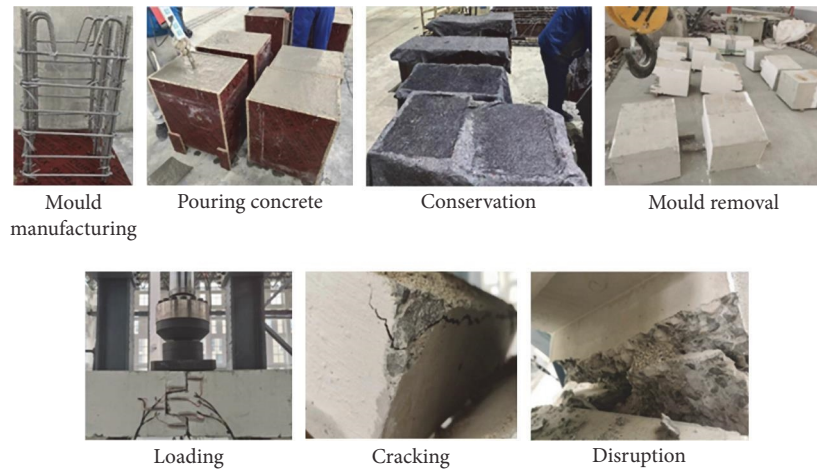 Mould
manufacturing
Pouring concrete
Conservation
Mould removal
Loading
Cracking
Disruption